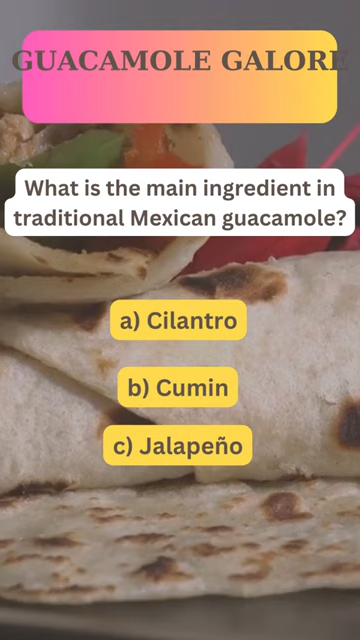 GUACAMOLE GALORE
What is the main ingredient in
traditional Mexican guacamole?
a) Cilantro
b) Cumin
c) Jalapeño